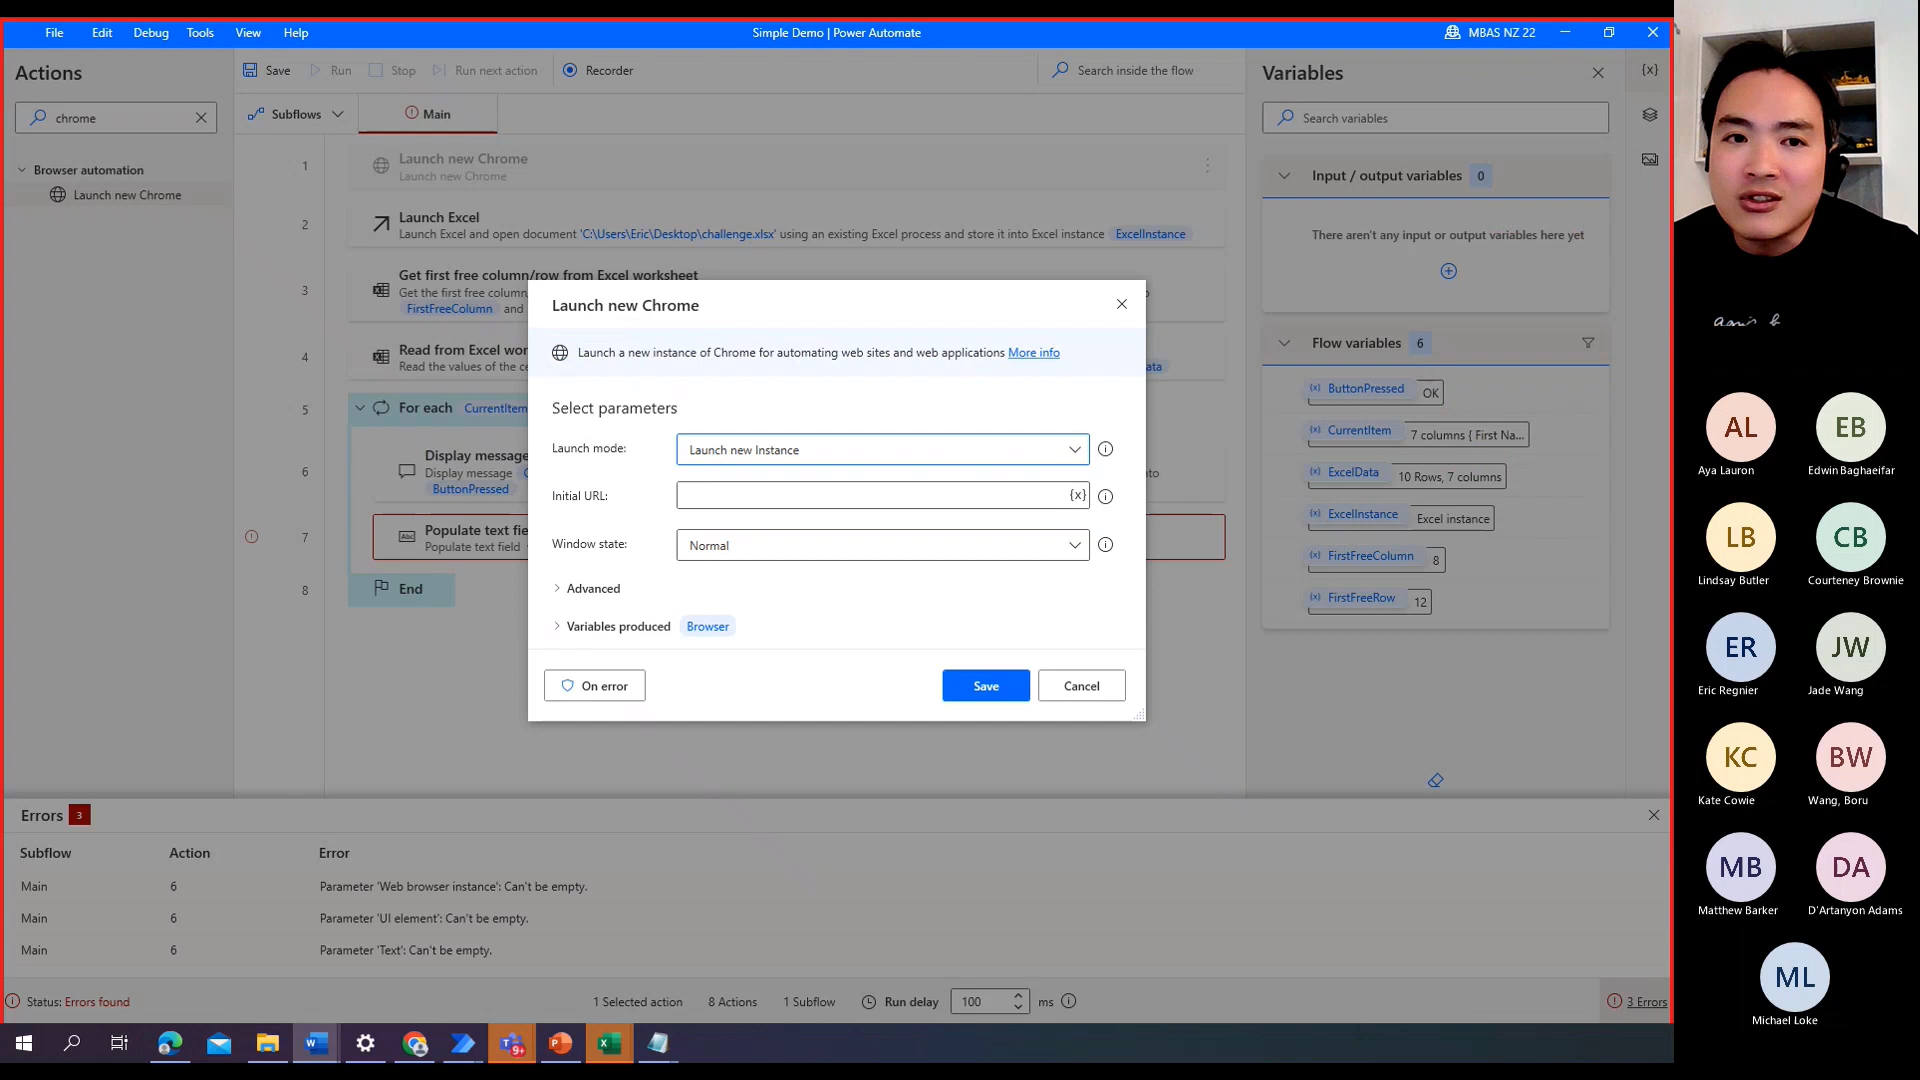 File Edit Debug Tools View Help
Simple Demo | Power Automate
MBAS NZ 22
Actions
chrome
Browser automation
Launch new Chrome
Save Run Stop Run next action Recorder
Search inside the flow
Subflows
Main
1
Launch new Chrome
Launch new Chrome
2
Launch Excel
Launch Excel and open document 'C:\Users\Eric\Desktop\challenge.xlsx' using an existing Excel process and store it into Excel instance ExcelInstance
3
Get first free column/row from Excel worksheet
Get the first free column,
FirstFreeColumn and
4
Read from Excel wor
Read the values of the ce
ata
5
For each CurrentItem
6
Display message
Display message
ButtonPressed
to
7
Populate text fiel
Populate text field
8
End
Launch new Chrome
Launch a new instance of Chrome for automating web sites and web applications More info
Select parameters
Launch mode:
Launch new Instance
Initial URL:
{x}
Window state:
Normal
Advanced
Variables produced Browser
On error
Save
Cancel
Variables
{x}
Search variables
Input / output variables 0
There aren't any input or output variables here yet
Flow variables 6
(x) ButtonPressed OK
(x) CurrentItem 7 columns { First Na...
(x) ExcelData 10 Rows, 7 columns
(x) ExcelInstance Excel instance
(x) FirstFreeColumn 8
(x) FirstFreeRow 12
Errors 3
Subflow Action Error
Main 6 Parameter 'Web browser instance': Can't be empty.
Main 6 Parameter 'UI element': Can't be empty.
Main 6 Parameter 'Text': Can't be empty.
Status: Errors found
1 Selected action 8 Actions 1 Subflow Run delay 100 ms
3 Errors
9+
AL
Aya Lauron
EB
Edwin Baghaeifar
LB
Lindsay Butler
CB
Courteney Brownie
ER
Eric Regnier
JW
Jade Wang
KC
Kate Cowie
BW
Wang, Boru
MB
Matthew Barker
DA
D'Artanyon Adams
ML
Michael Loke